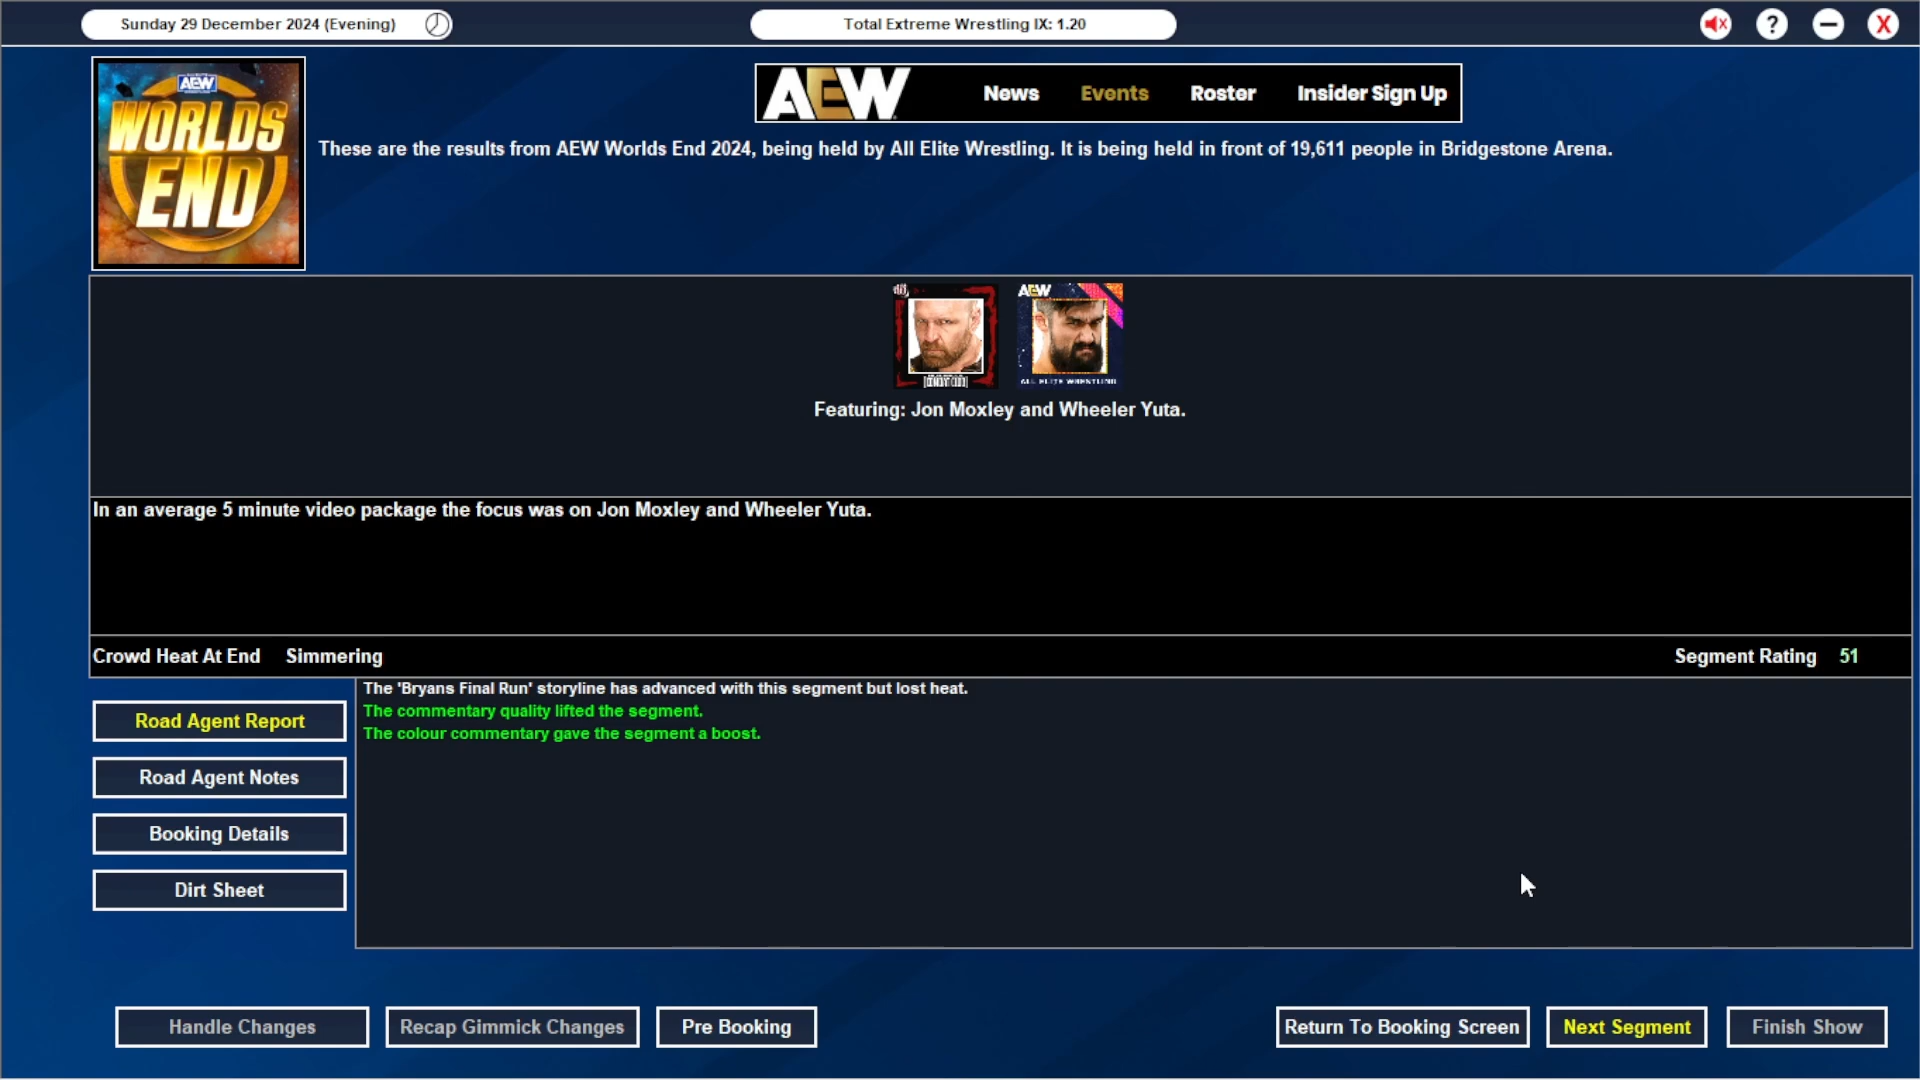 Sunday 29 December 2024 (Evening)
Total Extreme Wrestling IX: 1.20
?
X
AEW
WORLDS
END
AEW
News
Events
Roster
Insider Sign Up
These are the results from AEW Worlds End 2024, being held by All Elite Wrestling. It is being held in front of 19,611 people in Bridgestone Arena.
AEW
ALL ELITE WRESTLING
Featuring: Jon Moxley and Wheeler Yuta.
In an average 5 minute video package the focus was on Jon Moxley and Wheeler Yuta.
Crowd Heat At End
Simmering
Segment Rating
51
The 'Bryans Final Run' storyline has advanced with this segment but lost heat.
The commentary quality lifted the segment.
The colour commentary gave the segment a boost.
Road Agent Report
Road Agent Notes
Booking Details
Dirt Sheet
Handle Changes
Recap Gimmick Changes
Pre Booking
Return To Booking Screen
Next Segment
Finish Show